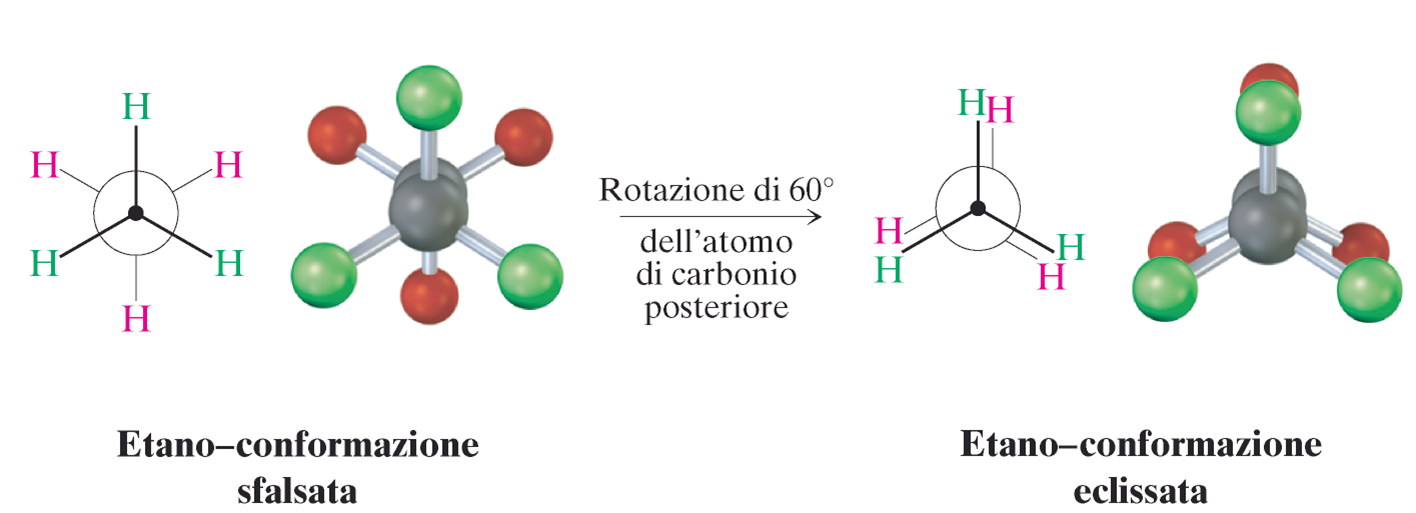 H
H
H
H
H
H
Rotazione di 60°
dell’atomo
di carbonio
posteriore
HH
H
H
H
H
Etano–conformazione
sfalsata
Etano–conformazione
eclissata